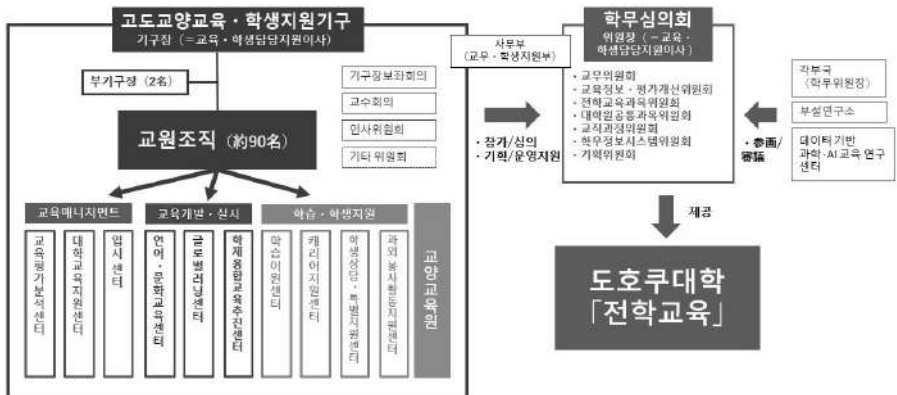 고도교양교육・학생지원기구
기구장 (=교육・학생담당지원이사)
부기구장 (2名)
기구장보좌회의
교수회의
인사위원회
기타 위원회
교원조직 (約90名)
교육매니지먼트
교육개발・실시
학습・학생지원
교육평가분석센터
대학교육지원센터
입시 센터
언어・문화교육센터
글로벌러닝센터
학제융합교육추진센터
학습이원센터
캐리어지원센터
학생상담・특별지원센터
과외봉사활동지원센터
교양교육원
사무부
(교무・학생지원부)
・참가/심의
・기획/운영지원
학무심의회
위원장 (=교육・
학생담당지원이사)
・교무위원회
・교육정보・평가개선위원회
・전학교육과목위원회
・대학원공통과목위원회
・교직과정위원회
・학무정보시스템위원회
・기획위원회
・参画/
審議
각부국
(학무위원장)
부설연구소
데이터기반
과학・AI교육 연구
센터
제공
도호쿠대학
「전학교육」